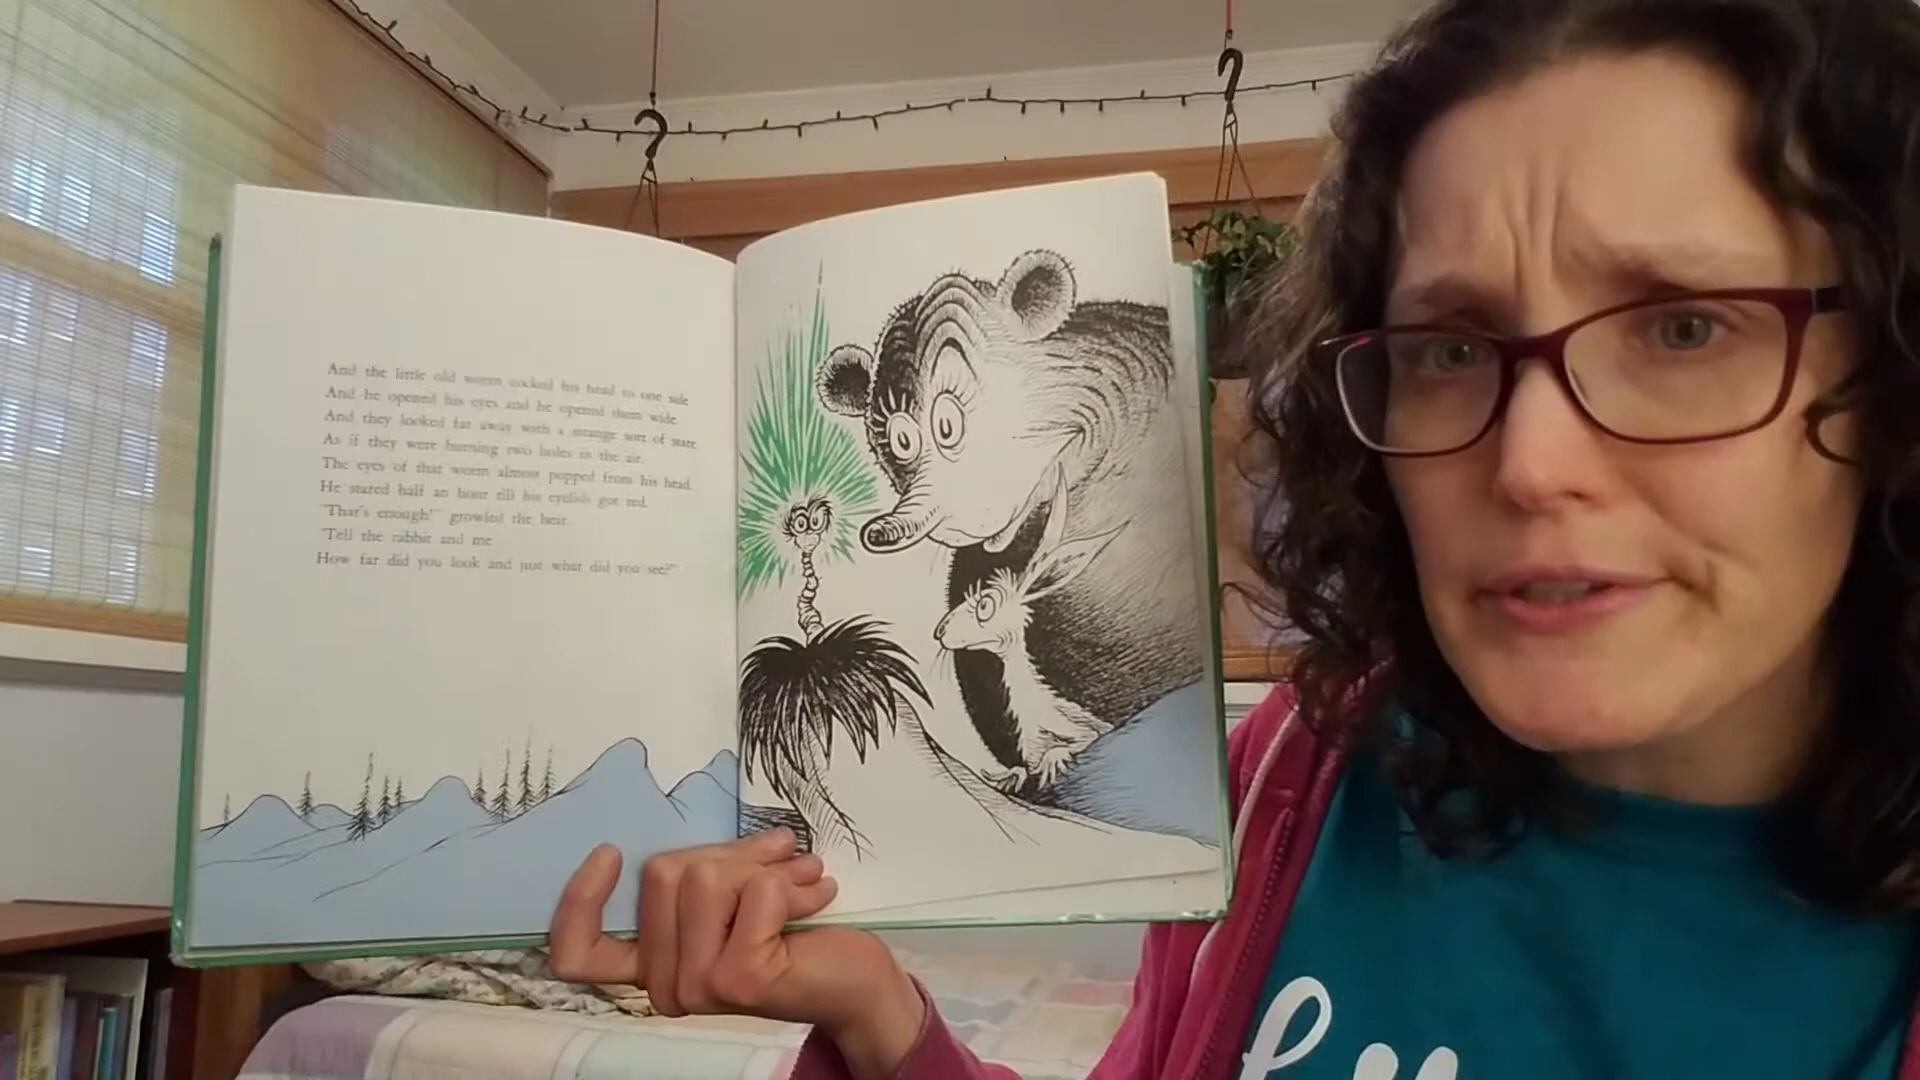 And the little old worm cocked his head to one side
And he opened his eyes and he opened them wide.
And they looked far away with a strange sort of stare
As if they were burning two holes in the air.
The eyes of that worm almost popped from his head.
He stared half an hour till his eyelids got red.
"That's enough!" growled the bear.
"Tell the rabbit and me
How far did you look and just what did you see?"